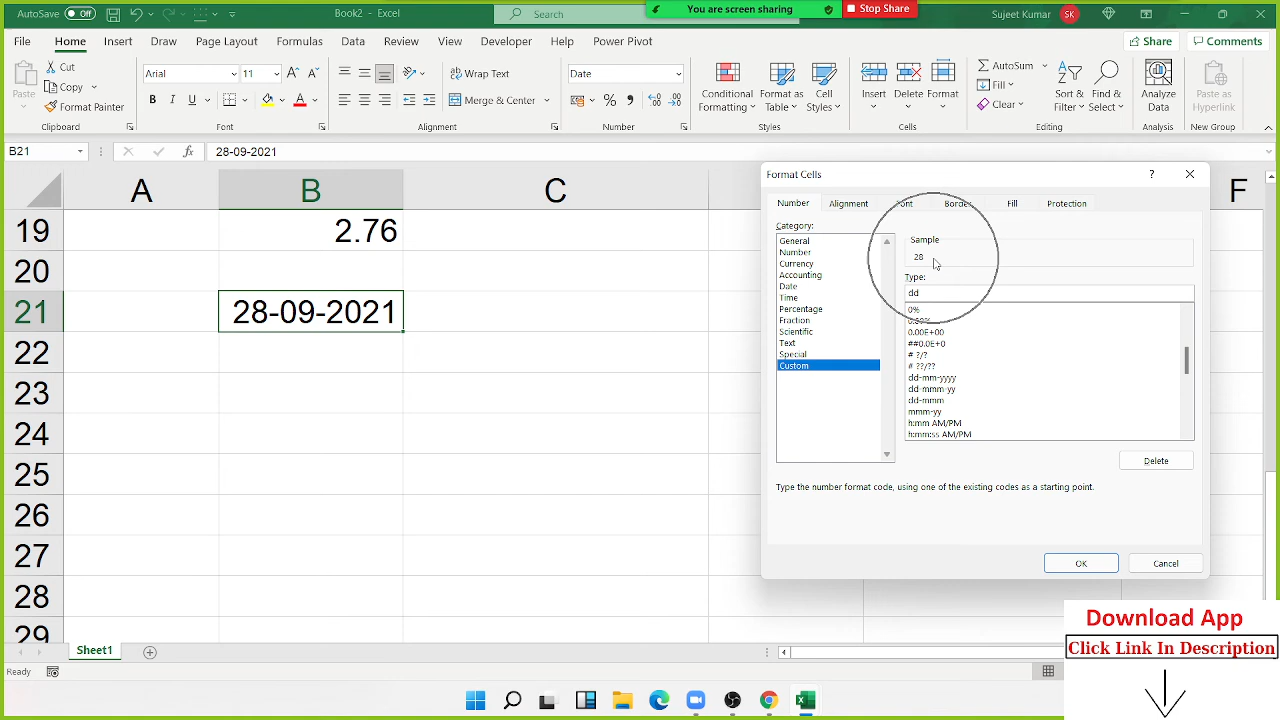 AutoSave Off
Book2 - Excel
Search
You are screen sharing
Stop Share
Sujeet Kumar SK
File Home Insert Draw Page Layout Formulas Data Review View Developer Help Power Pivot
Share
Comments
Paste
Cut
Copy
Format Painter
Clipboard
Arial 11
B I U
Font
Wrap Text
Merge & Center
Alignment
Date
Number
Conditional Formatting
Format as Table
Cell Styles
Styles
Insert Delete Format
Cells
AutoSum
Fill
Clear
Sort & Filter
Find & Select
Editing
Analyze Data
Analysis
Paste as Hyperlink
New Group
B21
fx
28-09-2021
A B C F
19 2.76
20
21 28-09-2021
22
23
24
25
26
27
28
29
Format Cells
Number Alignment Font Border Fill Protection
Category:
General
Number
Currency
Accounting
Date
Time
Percentage
Fraction
Scientific
Text
Special
Custom
Sample
28
Type:
dd
0%
0.00%
0.00E+00
##0.0E+0
# ?/?
# ??/??
dd-mm-yyyy
dd-mmm-yy
dd-mmm
mmm-yy
h:mm AM/PM
h:mm:ss AM/PM
Delete
Type the number format code, using one of the existing codes as a starting point.
OK
Cancel
Sheet1
Ready
Download App
Click Link In Description